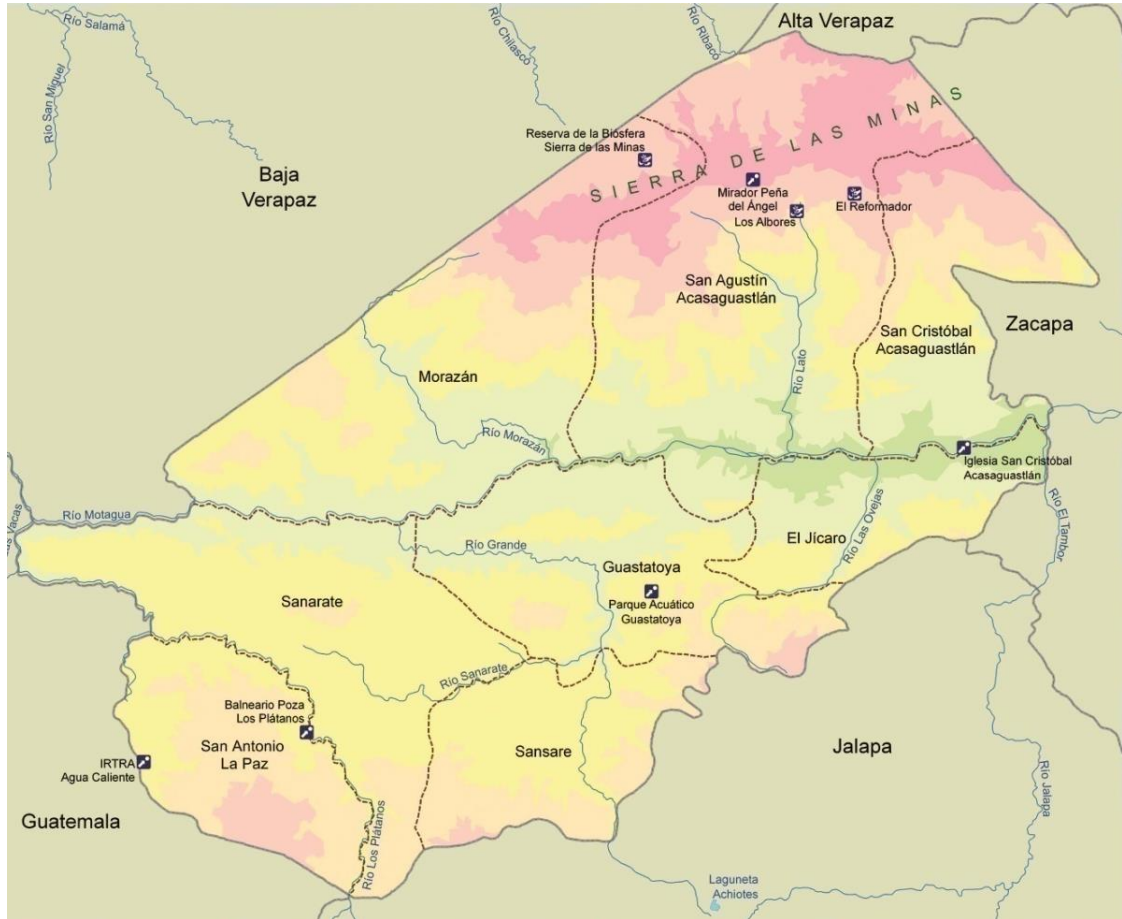 Alta Verapaz
Río Salamá
Río Chilascó
Río Ribacó
Río San Miguel
Baja
Verapaz
Reserva de la Biósfera
Sierra de las Minas
SIERRA DE LAS MINAS
Mirador Peña
del Ángel
Los Albores
El Reformador
San Agustín
Acasaguastlán
San Cristóbal
Acasaguastlán
Zacapa
Morazán
Río Lato
Río Morazán
Iglesia San Cristóbal
Acasaguastlán
Río Motagua
Vacas
Río Grande
El Jícaro
Río Las Ovejas
Río El Tambor
Guastatoya
Parque Acuático
Guastatoya
Sanarate
Río Sanarate
Balneario Poza
Los Plátanos
San Antonio
La Paz
IRTRA
Agua Caliente
Sansare
Jalapa
Río Jalapa
Guatemala
Río Los Plátanos
Laguneta
Achiotes